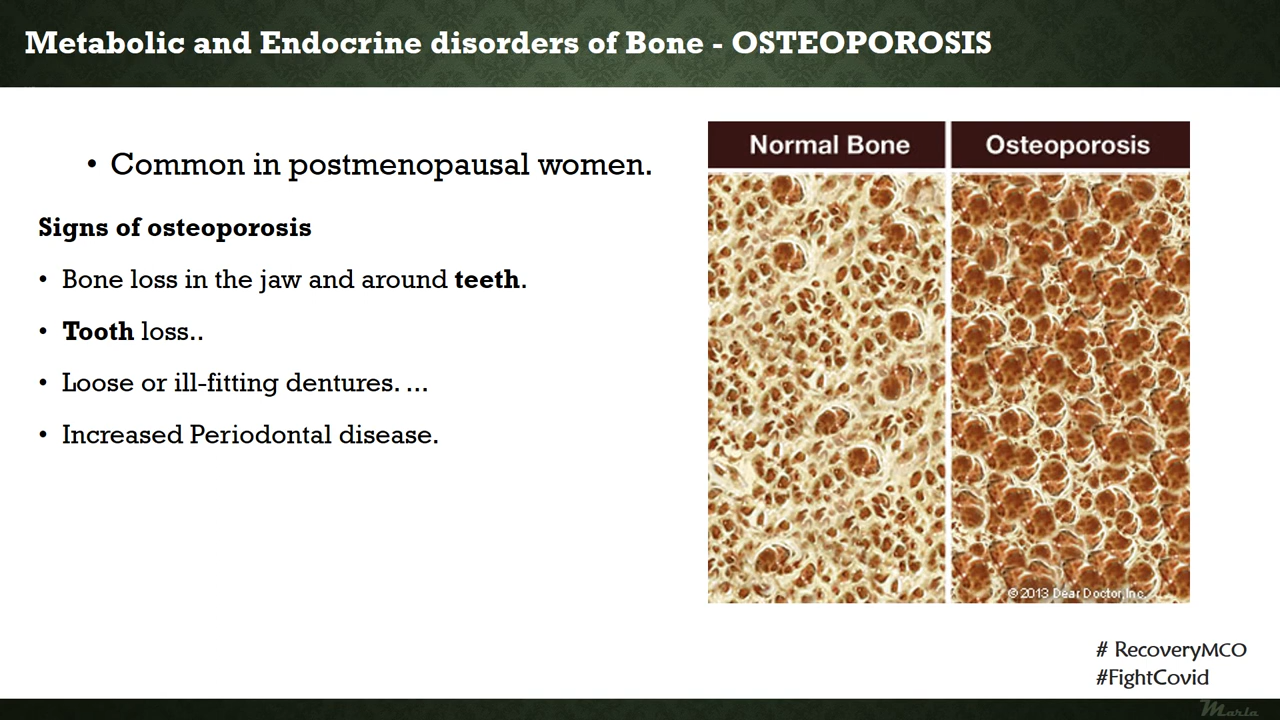 Metabolic and Endocrine disorders of Bone - OSTEOPOROSIS
• Common in postmenopausal women.
Signs of osteoporosis
• Bone loss in the jaw and around teeth.
• Tooth loss..
• Loose or ill-fitting dentures. ...
• Increased Periodontal disease.
Normal Bone
Osteoporosis
© 2013 Dear Doctor, Inc.
# RecoveryMCO
#FightCovid
Marla